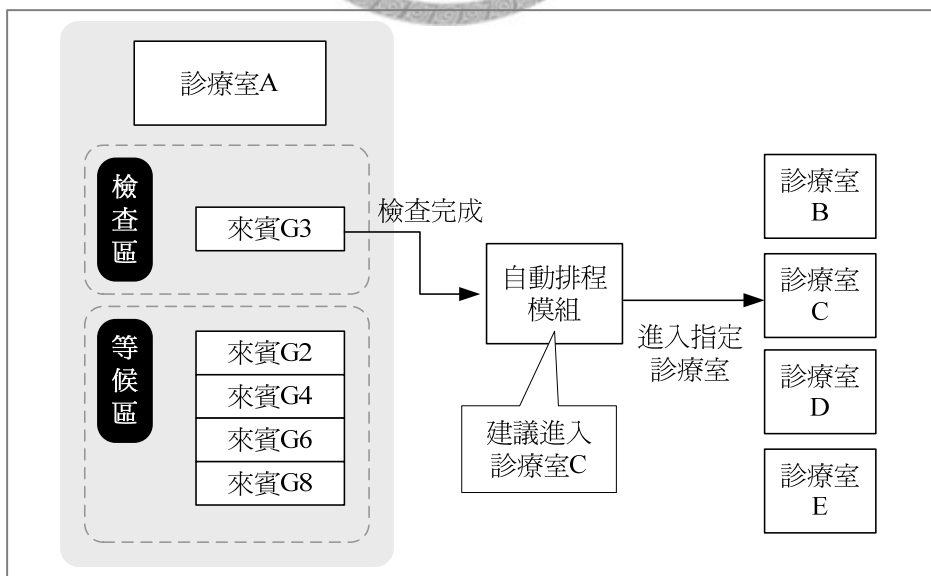 診療室A
檢查區
來賓G3
檢查完成
等候區
來賓G2
來賓G4
來賓G6
來賓G8
自動排程
模組
建議進入
診療室C
進入指定
診療室
診療室
B
診療室
C
診療室
D
診療室
E